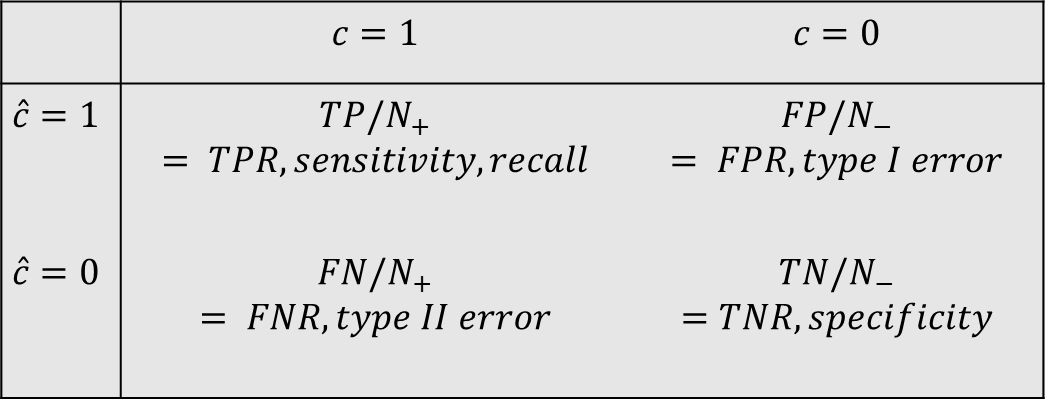 c = 1 c = 0
ĉ = 1 TP/N₊ FP/N₋
= TPR, sensitivity, recall = FPR, type I error
ĉ = 0 FN/N₊ TN/N₋
= FNR, type II error = TNR, specificity